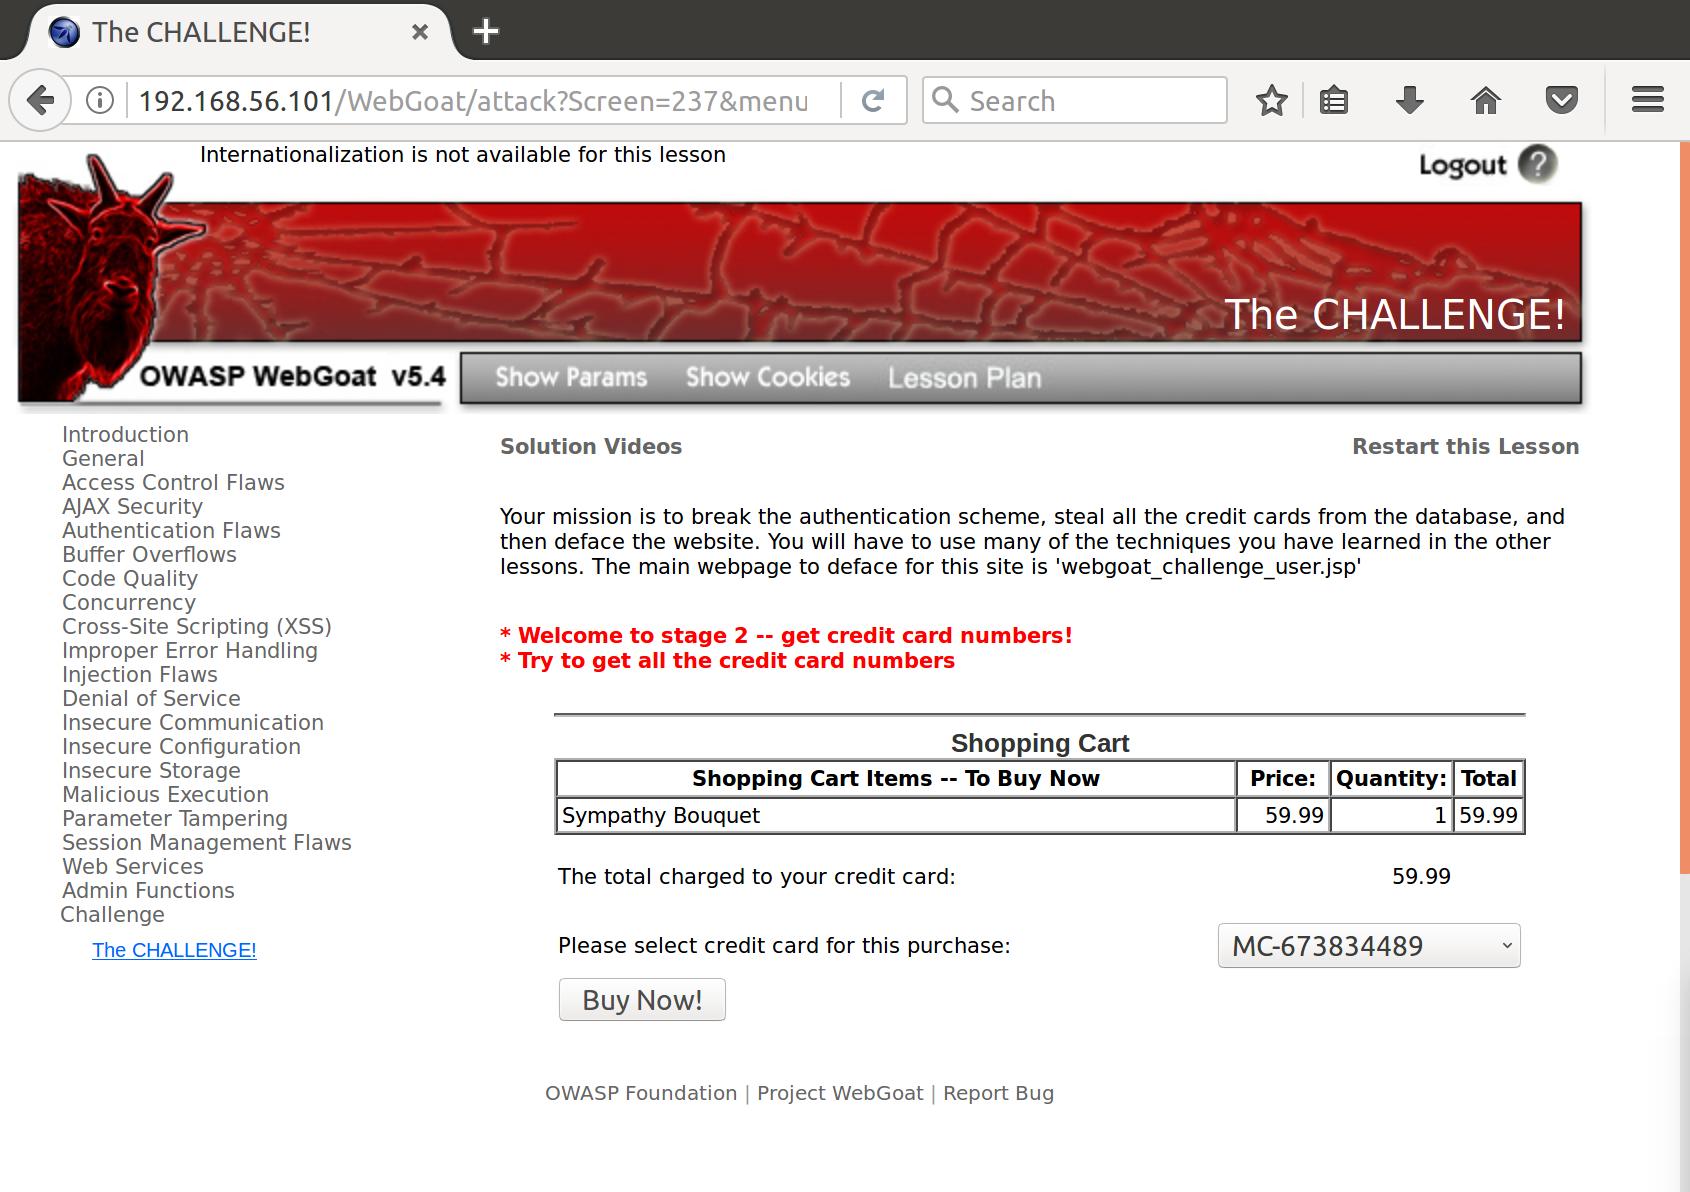 The CHALLENGE!
192.168.56.101/WebGoat/attack?Screen=237&menu
Search
Internationalization is not available for this lesson
Logout ?
The CHALLENGE!
OWASP WebGoat v5.4
Show Params Show Cookies Lesson Plan
Introduction
General
Access Control Flaws
AJAX Security
Authentication Flaws
Buffer Overflows
Code Quality
Concurrency
Cross-Site Scripting (XSS)
Improper Error Handling
Injection Flaws
Denial of Service
Insecure Communication
Insecure Configuration
Insecure Storage
Malicious Execution
Parameter Tampering
Session Management Flaws
Web Services
Admin Functions
Challenge
The CHALLENGE!
Solution Videos Restart this Lesson
Your mission is to break the authentication scheme, steal all the credit cards from the database, and
then deface the website. You will have to use many of the techniques you have learned in the other
lessons. The main webpage to deface for this site is 'webgoat_challenge_user.jsp'
* Welcome to stage 2 -- get credit card numbers!
* Try to get all the credit card numbers
Shopping Cart
Shopping Cart Items -- To Buy Now Price: Quantity: Total
Sympathy Bouquet 59.99 1 59.99
The total charged to your credit card: 59.99
Please select credit card for this purchase: MC-673834489
Buy Now!
OWASP Foundation | Project WebGoat | Report Bug